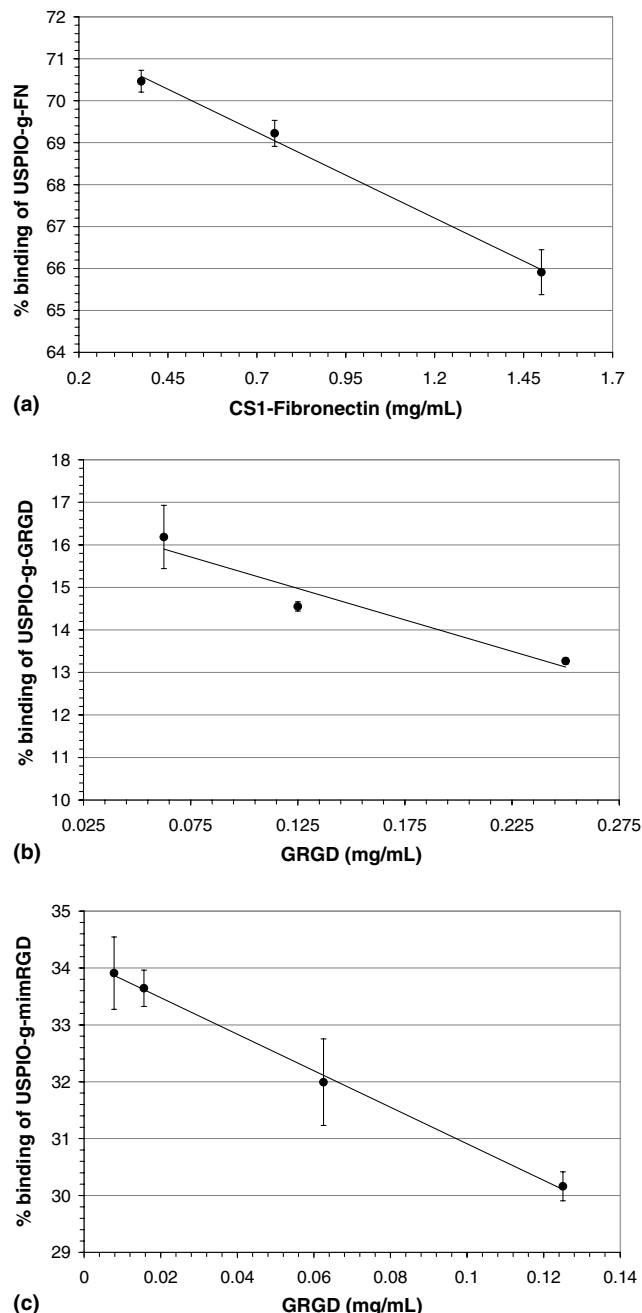 72
71
70
69
68
67
66
65
64
% binding of USPIO-g-FN
0.2 0.45 0.7 0.95 1.2 1.45 1.7
(a) CS1-Fibronectin (mg/mL)
18
17
16
15
14
13
12
11
10
% binding of USPIO-g-GRGD
0.025 0.075 0.125 0.175 0.225 0.275
(b) GRGD (mg/mL)
35
34
33
32
31
30
29
% binding of USPIO-g-mimRGD
0 0.02 0.04 0.06 0.08 0.1 0.12 0.14
(c) GRGD (mg/mL)